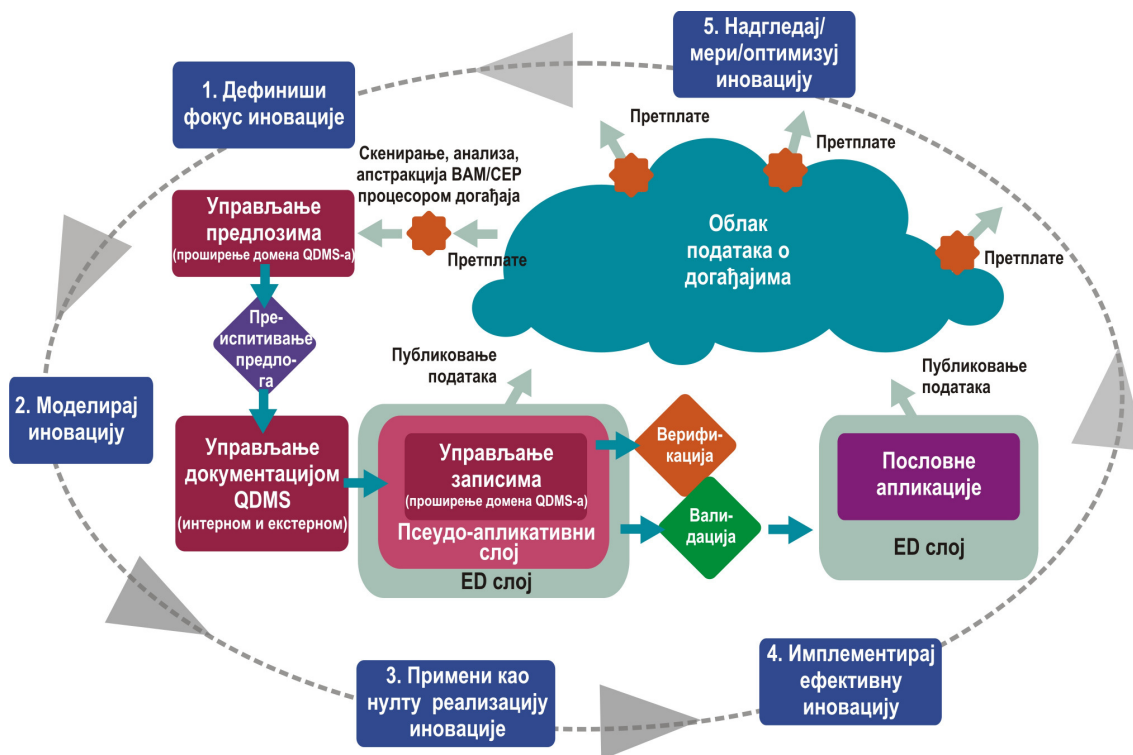 5. Надгледај/
мери/оптимизуј
иновацију
1. Дефиниши
фокус иновације
Претплате
Претплате
Скенирање, анализа,
апстракција BAM/CEP
процесором догађаја
Претплате
Управљање
предлозима
(проширење домена QDMS-а)
Облак
података о
догађајима
Претплате
Пре-
испитивање
предло-
га
Публиковање
података
Публиковање
података
2. Моделирај
иновацију
Управљање
документацијом
QDMS
(интерном и екстерном)
Управљање
записима
(проширење домена QDMS-а)
Псеудо-апликативни
слој
ED слој
Верифи-
кација
Вали-
дација
Пословне
апликације
ED слој
3. Примени као
нулту реализацију
иновације
4. Имплементирај
ефективну
иновацију